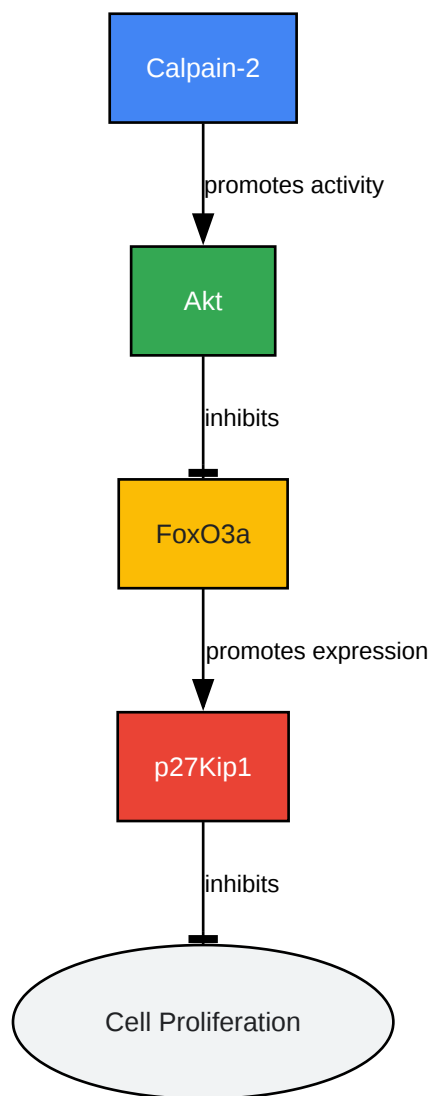 Calpain-2
promotes activity
Akt
inhibits
FoxO3a
promotes expression
p27Kip1
inhibits
Cell Proliferation